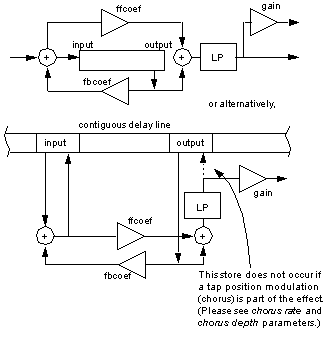 ffcoef
gain
input output
+ + LP
fbcoef
or alternatively,
contiguous delay line
input output
LP gain
ffcoef
+ +
fbcoef
This store does not occur if
a tap position modulation
(chorus) is part of the effect.
(Please see chorus rate and
chorus depth parameters.)